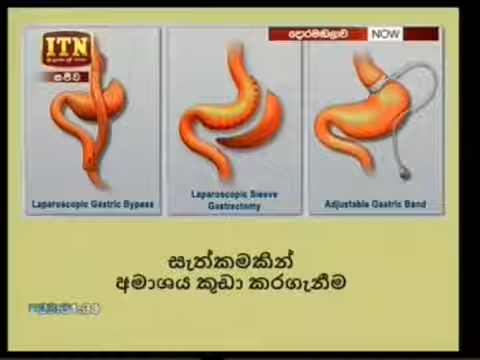 ITN
සජීව
දොරමඬලාව NOW
Laparoscopic Gastric Bypass
Laparoscopic Sleeve
Gastrectomy
Adjustable Gastric Band
සැත්කමකින්
අමාශය කුඩා කරගැනීම